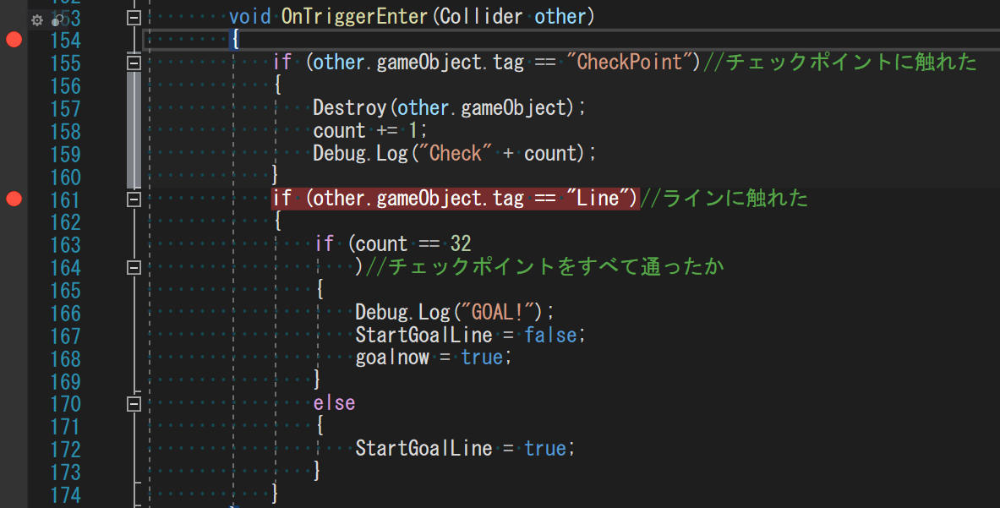 153 void OnTriggerEnter(Collider other)
154 {
155 if (other.gameObject.tag == "CheckPoint")//チェックポイントに触れた
156 {
157 Destroy(other.gameObject);
158 count += 1;
159 Debug.Log("Check" + count);
160 }
161 if (other.gameObject.tag == "Line")//ラインに触れた
162 {
163 if (count == 32
164 )//チェックポイントをすべて通ったか
165 {
166 Debug.Log("GOAL!");
167 StartGoalLine = false;
168 goalnow = true;
169 }
170 else
171 {
172 StartGoalLine = true;
173 }
174 }